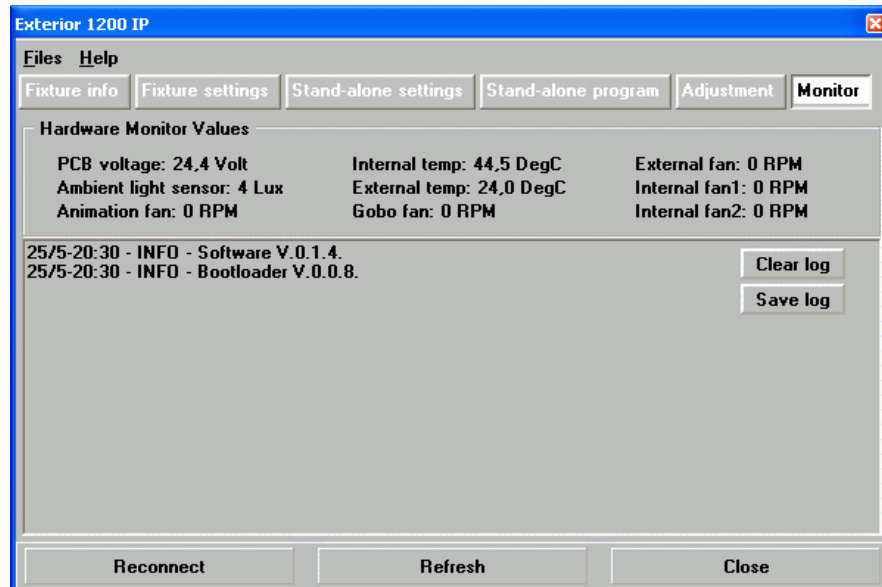 Exterior 1200 IP
Files Help
Fixture info Fixture settings Stand-alone settings Stand-alone program Adjustment Monitor
Hardware Monitor Values
PCB voltage: 24,4 Volt Internal temp: 44,5 DegC External fan: 0 RPM
Ambient light sensor: 4 Lux External temp: 24,0 DegC Internal fan1: 0 RPM
Animation fan: 0 RPM Gobo fan: 0 RPM Internal fan2: 0 RPM
25/5-20:30 - INFO - Software V.0.1.4.
25/5-20:30 - INFO - Bootloader V.0.0.8.
Clear log
Save log
Reconnect Refresh Close